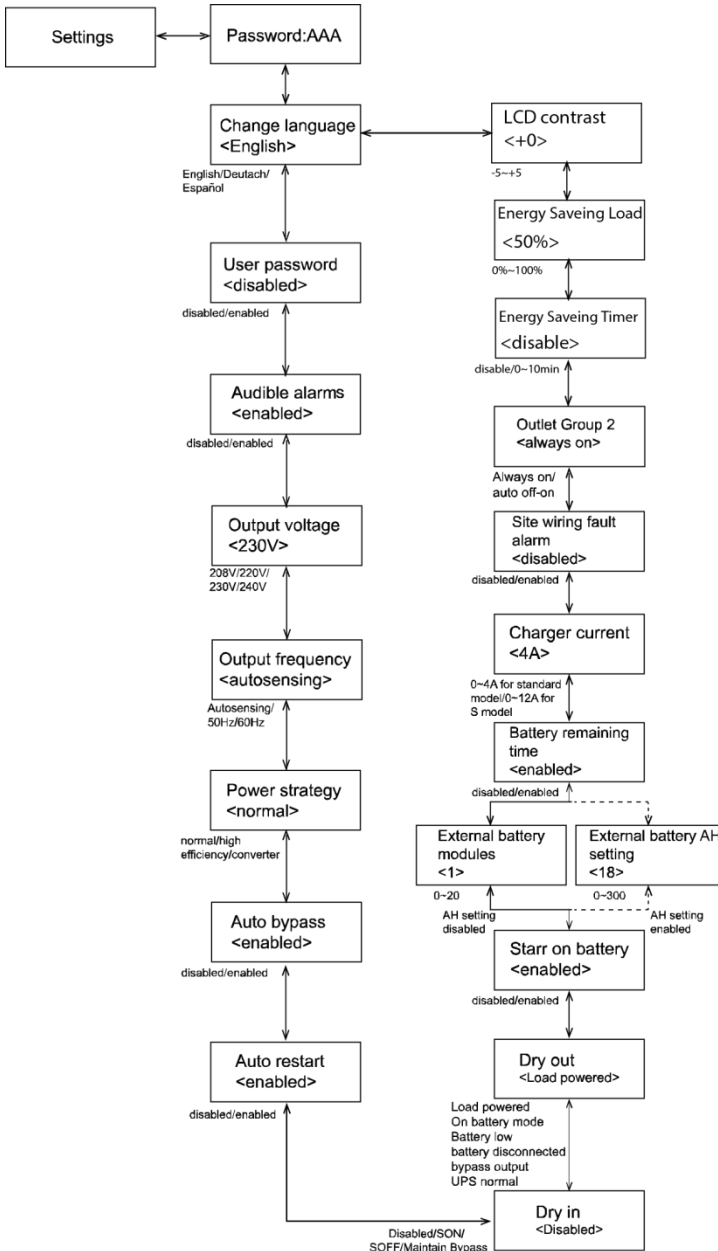 Settings
Password:AAA
Change language
<English>
English/Deutach/
Español
User password
<disabled>
disabled/enabled
Audible alarms
<enabled>
disabled/enabled
Output voltage
<230V>
208V/220V/
230V/240V
Output frequency
<autosensing>
Autosensing/
50Hz/60Hz
Power strategy
<normal>
normal/high
efficiency/converter
Auto bypass
<enabled>
disabled/enabled
Auto restart
<enabled>
disabled/enabled
LCD contrast
<+0>
-5~+5
Energy Saveing Load
<50%>
0%~100%
Energy Saveing Timer
<disable>
disable/0~10min
Outlet Group 2
<always on>
Always on/
auto off-on
Site wiring fault
alarm
<disabled>
disabled/enabled
Charger current
<4A>
0~4A for standard
model/0~12A for
S model
Battery remaining
time
<enabled>
disabled/enabled
External battery
modules
<1>
0~20
AH setting
disabled
External battery AH
setting
<18>
0~300
AH setting
enabled
Starr on battery
<enabled>
disabled/enabled
Dry out
<Load powered>
Load powered
On battery mode
Battery low
battery disconnected
bypass output
UPS normal
Dry in
<Disabled>
Disabled/SON/
SOFF/Maintain Bypass